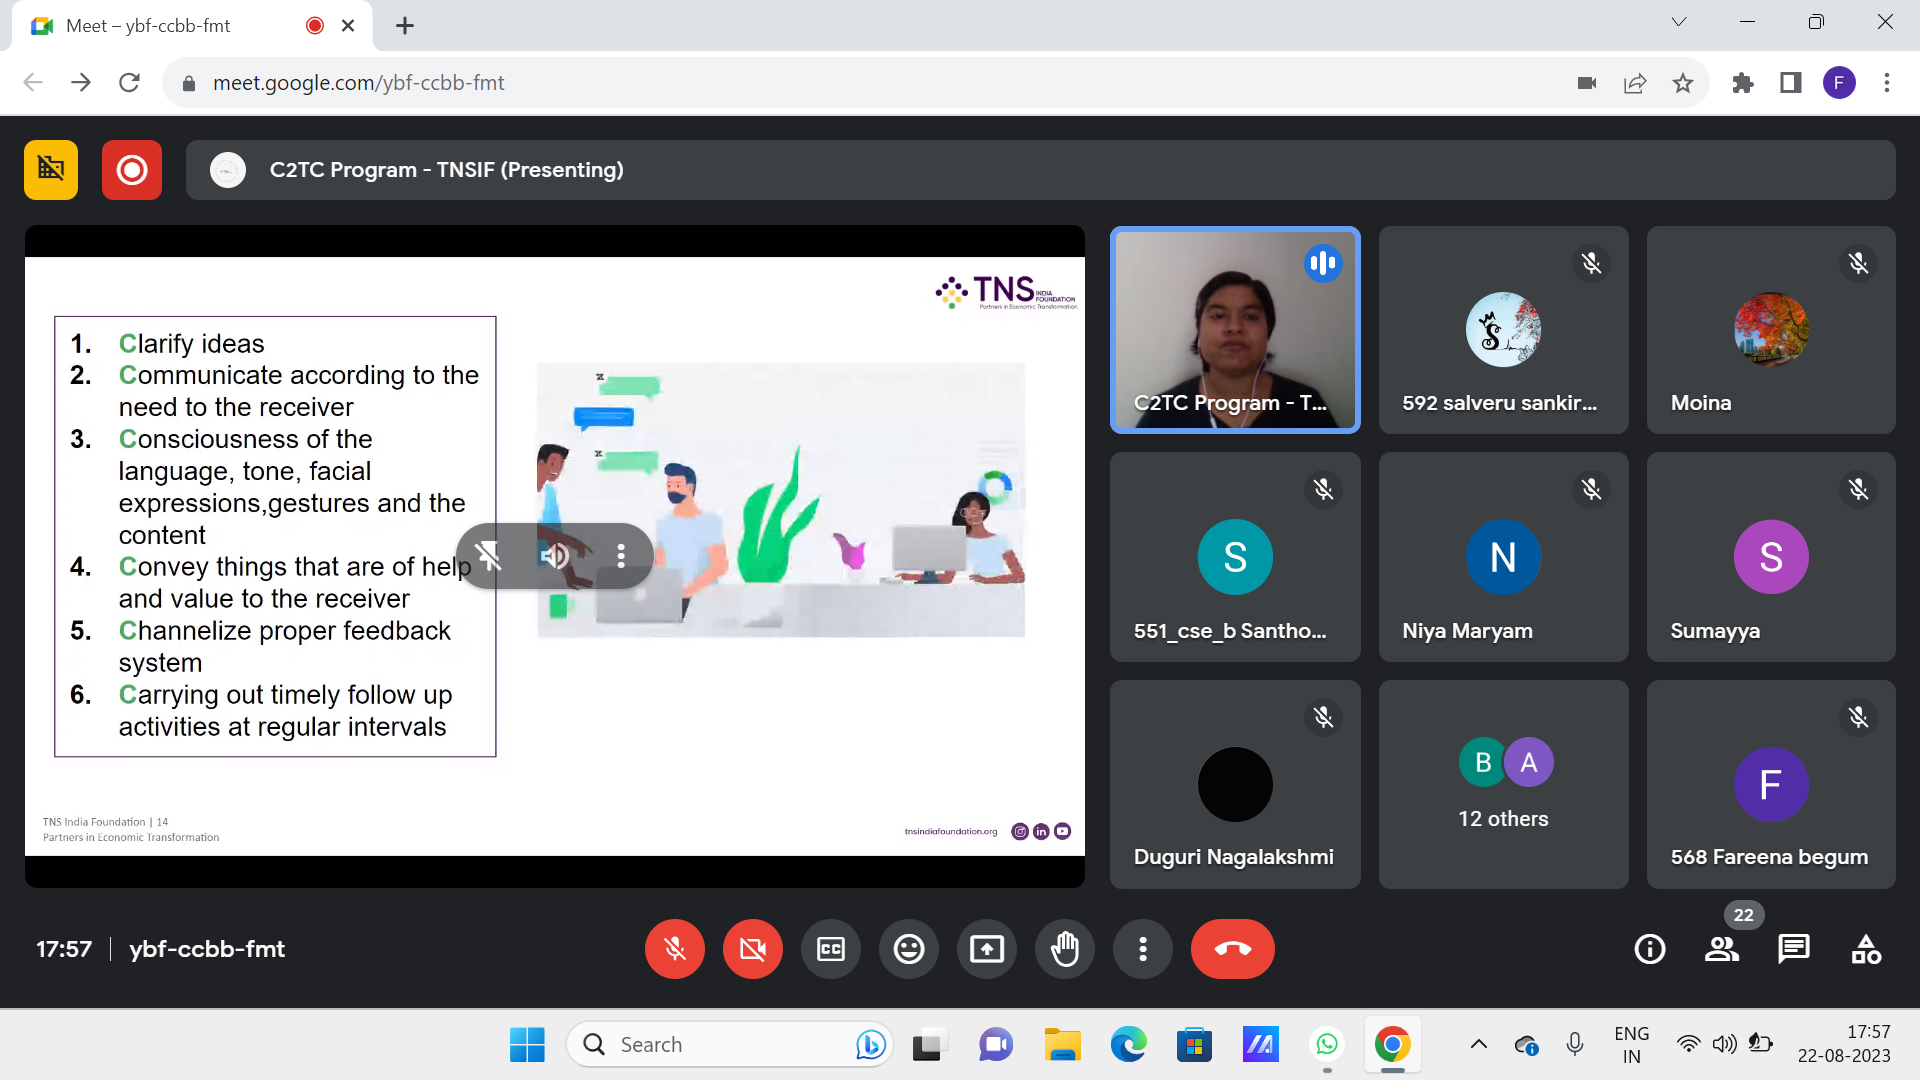 Meet – ybf-ccbb-fmt
meet.google.com/ybf-ccbb-fmt
F
C2TC Program - TNSIF (Presenting)
TNS INDIA FOUNDATION
Partners in Economic Transformation
1. Clarify ideas
2. Communicate according to the
need to the receiver
3. Consciousness of the
language, tone, facial
expressions,gestures and the
content
4. Convey things that are of help
and value to the receiver
5. Channelize proper feedback
system
6. Carrying out timely follow up
activities at regular intervals
TNS India Foundation | 14
Partners in Economic Transformation
tnsindiafoundation.org
C2TC Program - T...
592 salveru sankir...
Moina
S
551_cse_b Santho...
N
Niya Maryam
S
Sumayya
Duguri Nagalakshmi
B A
12 others
F
568 Fareena begum
17:57 | ybf-ccbb-fmt
CC
22
Search
ENG
IN
17:57
22-08-2023